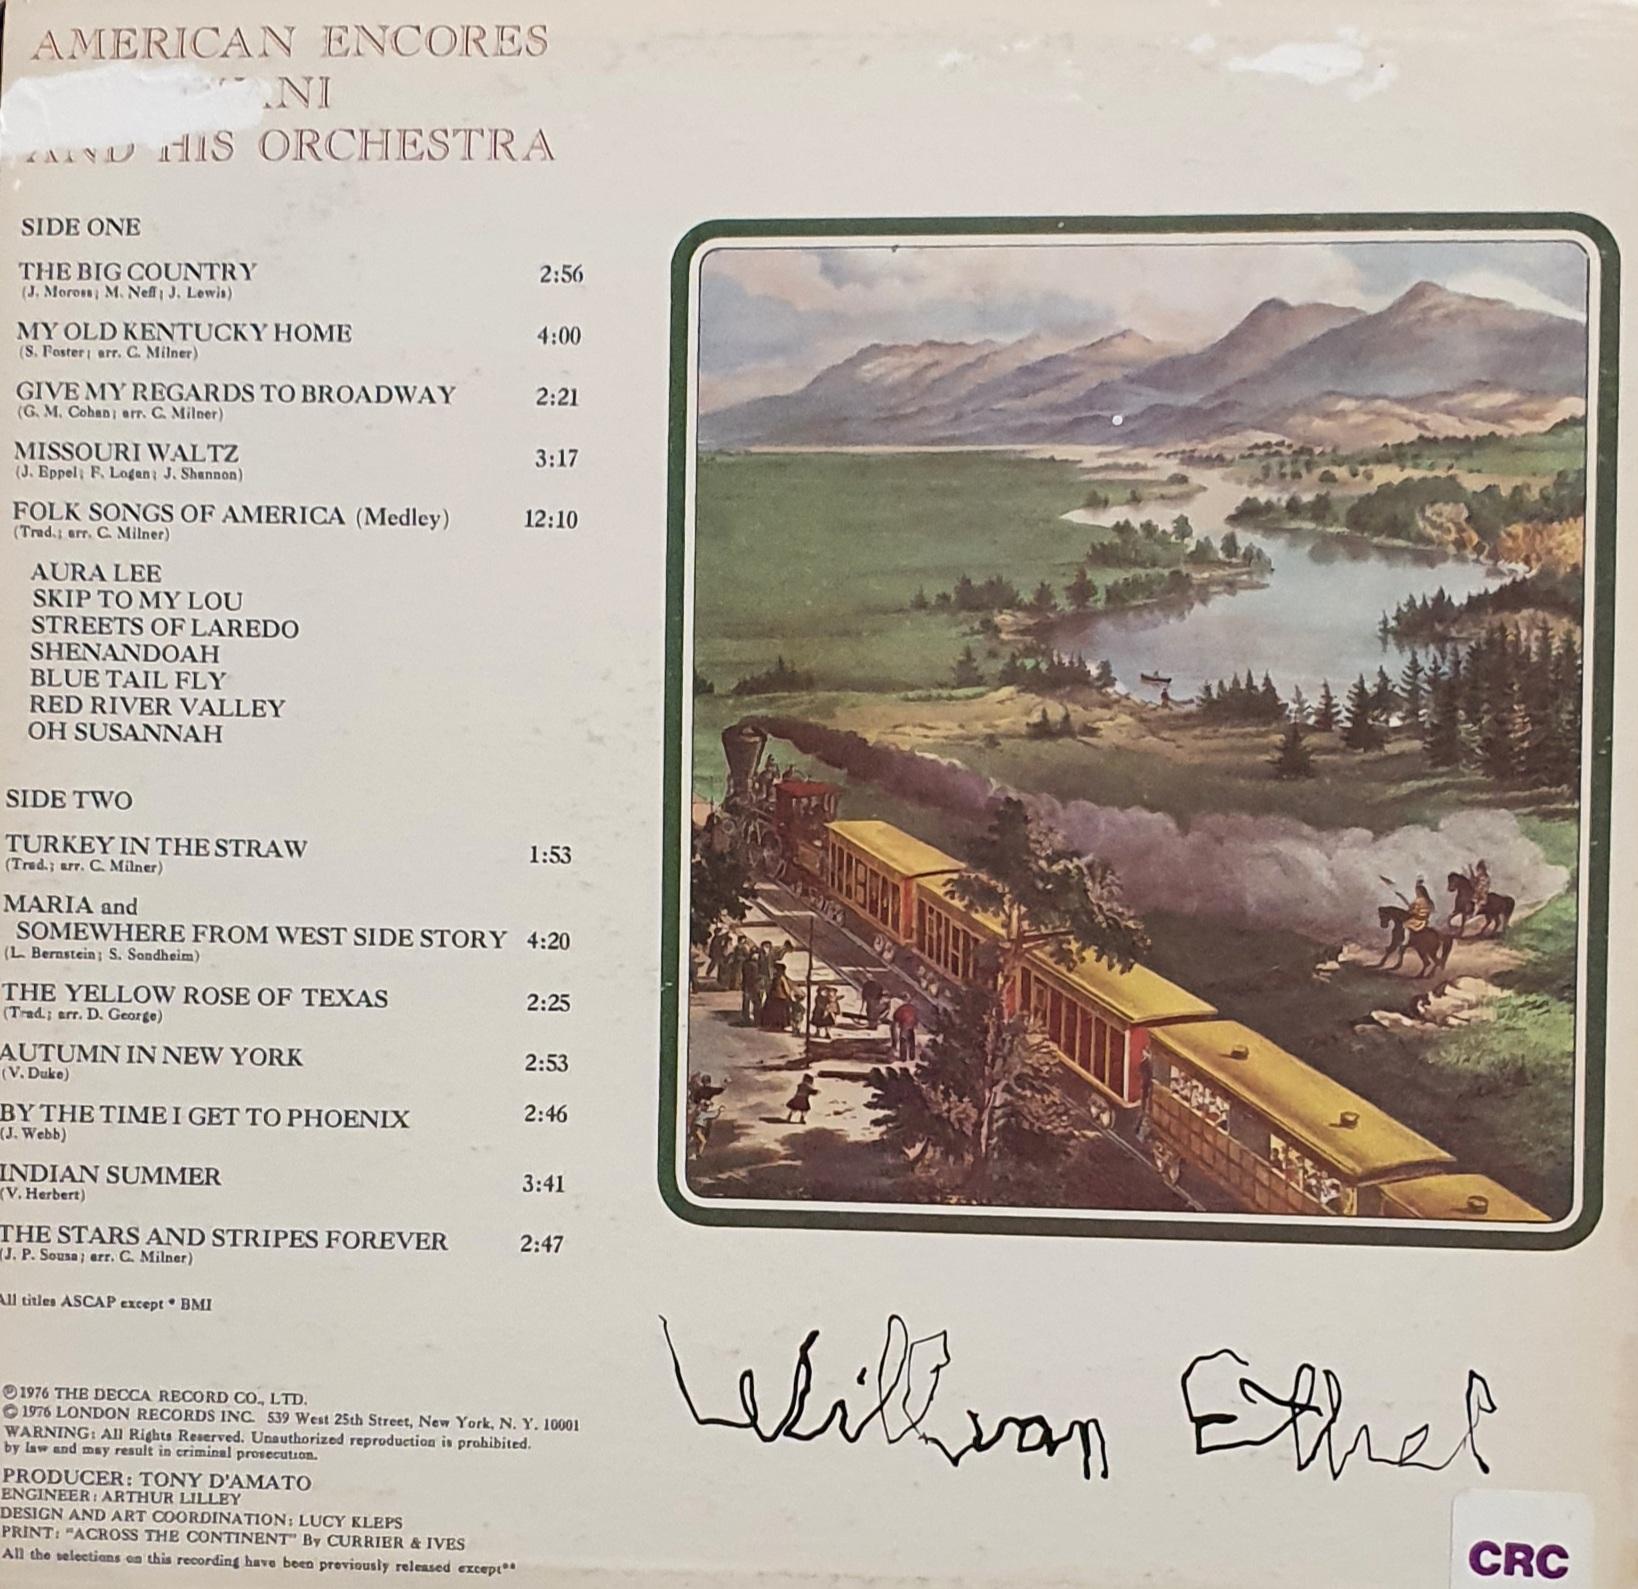 AMERICAN ENCORES
ANI
AND HIS ORCHESTRA
SIDE ONE
THE BIG COUNTRY 2:56
(J. Moross; M. Neff; J. Lewis)
MY OLD KENTUCKY HOME 4:00
(S. Foster; arr. C. Milner)
GIVE MY REGARDS TO BROADWAY 2:21
(G. M. Cohan; arr. C. Milner)
MISSOURI WALTZ 3:17
(J. Eppel; F. Logan; J. Shannon)
FOLK SONGS OF AMERICA (Medley) 12:10
(Trad.; arr. C. Milner)
AURA LEE
SKIP TO MY LOU
STREETS OF LAREDO
SHENANDOAH
BLUE TAIL FLY
RED RIVER VALLEY
OH SUSANNAH
SIDE TWO
TURKEY IN THE STRAW 1:53
(Trad.; arr. C. Milner)
MARIA and
SOMEWHERE FROM WEST SIDE STORY 4:20
(L. Bernstein; S. Sondheim)
THE YELLOW ROSE OF TEXAS 2:25
(Trad.; arr. D. George)
AUTUMN IN NEW YORK 2:53
(V. Duke)
BY THE TIME I GET TO PHOENIX 2:46
(J. Webb)
INDIAN SUMMER 3:41
(V. Herbert)
THE STARS AND STRIPES FOREVER 2:47
(J. P. Sousa; arr. C. Milner)
All titles ASCAP except * BMI
℗ 1976 THE DECCA RECORD CO., LTD.
© 1976 LONDON RECORDS INC. 539 West 25th Street, New York, N. Y. 10001
WARNING: All Rights Reserved. Unauthorized reproduction is prohibited.
by law and may result in criminal prosecution.
PRODUCER: TONY D'AMATO
ENGINEER: ARTHUR LILLEY
DESIGN AND ART COORDINATION: LUCY KLEPS
PRINT: "ACROSS THE CONTINENT" By CURRIER & IVES
All the selections on this recording have been previously released except**
Ethel
CRC